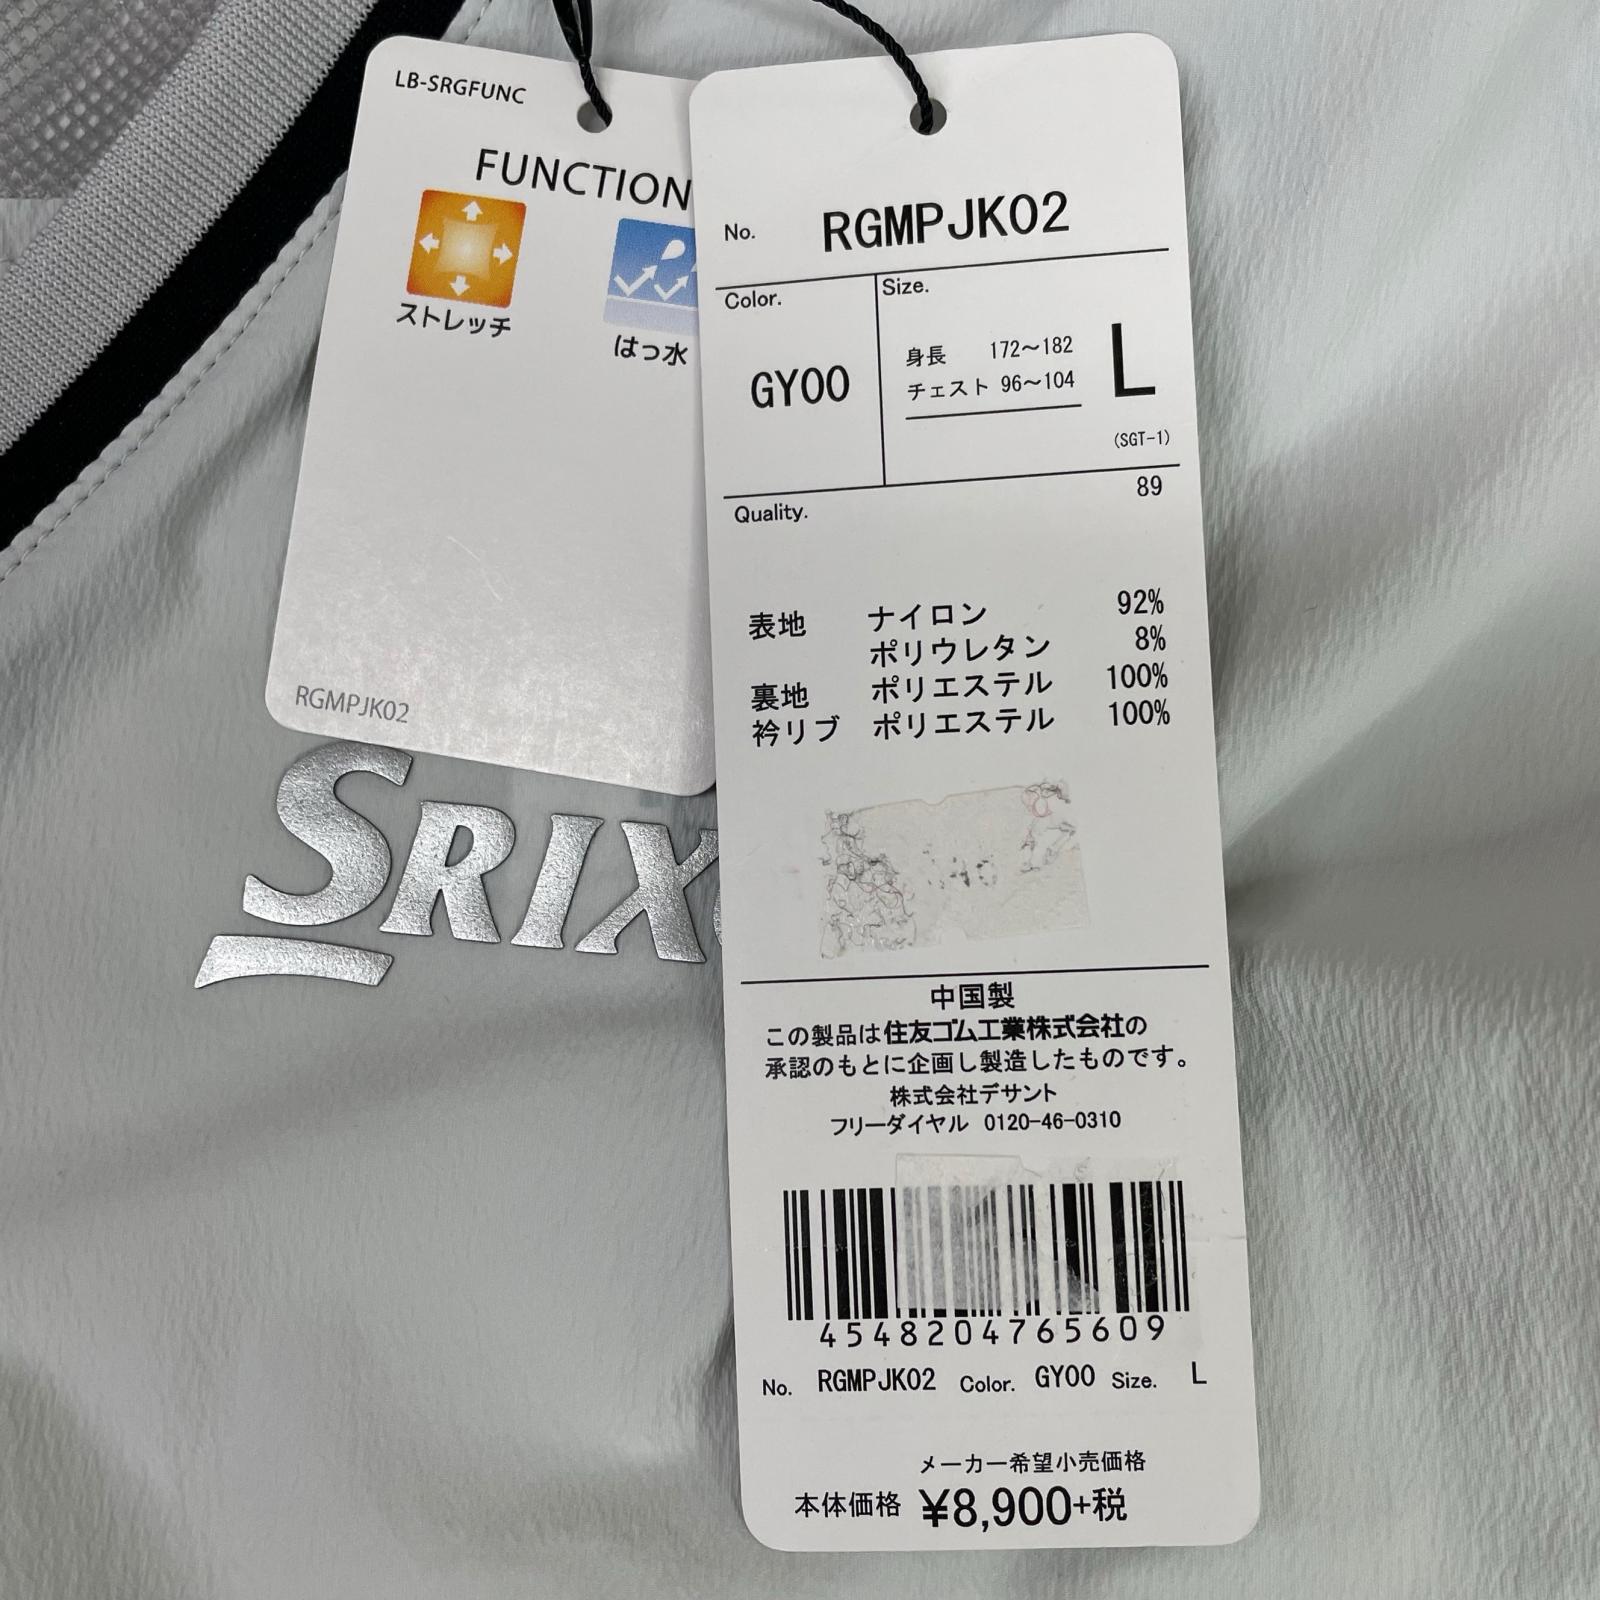 LB-SRGFUNC
FUNCTION
ストレッチ
はっ水
RGMPJK02
SRIX
No. RGMPJK02
Color. Size.
GY00
身長 172～182
チェスト 96～104
L
(SGT-1)
89
Quality.
表地 ナイロン 92%
ポリウレタン 8%
裏地 ポリエステル 100%
衿リブ ポリエステル 100%
中国製
この製品は住友ゴム工業株式会社の
承認のもとに企画し製造したものです。
株式会社デサント
フリーダイヤル 0120-46-0310
4548204765609
No. RGMPJK02 Color. GY00 Size. L
メーカー希望小売価格
本体価格 ¥8,900+税